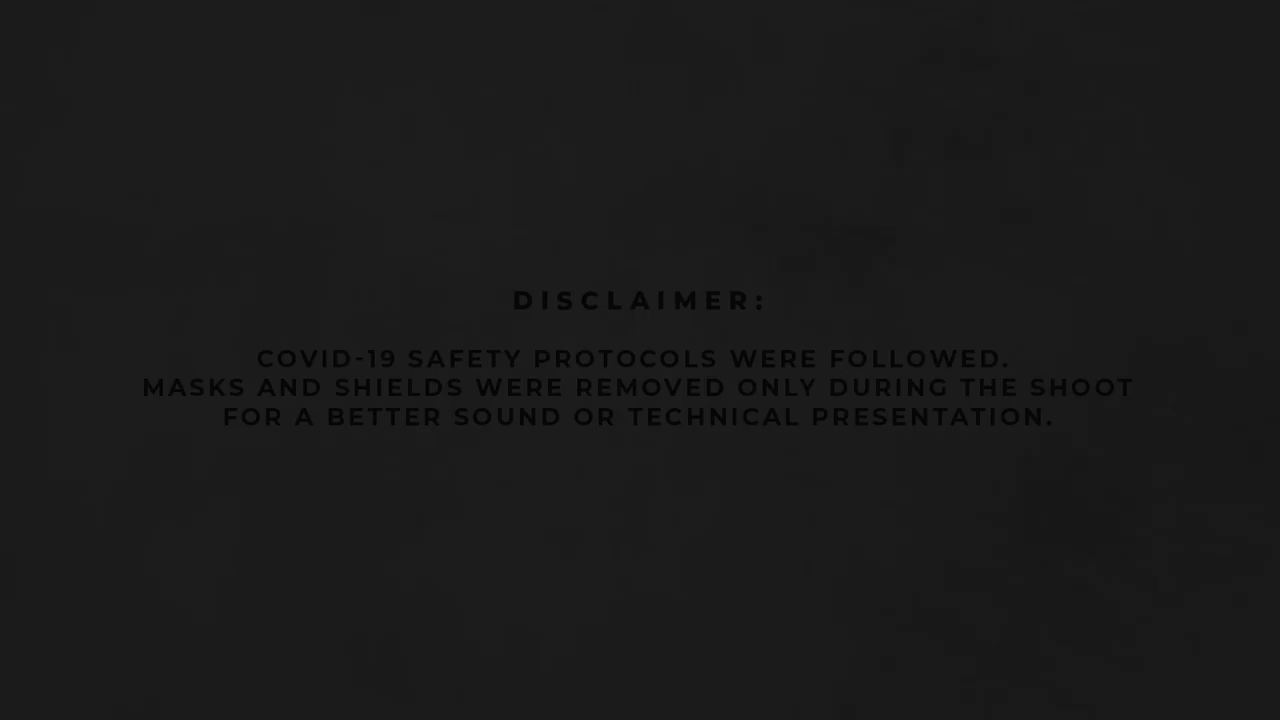 DISCLAIMER:
COVID-19 SAFETY PROTOCOLS WERE FOLLOWED.
MASKS AND SHIELDS WERE REMOVED ONLY DURING THE SHOOT
FOR A BETTER SOUND OR TECHNICAL PRESENTATION.